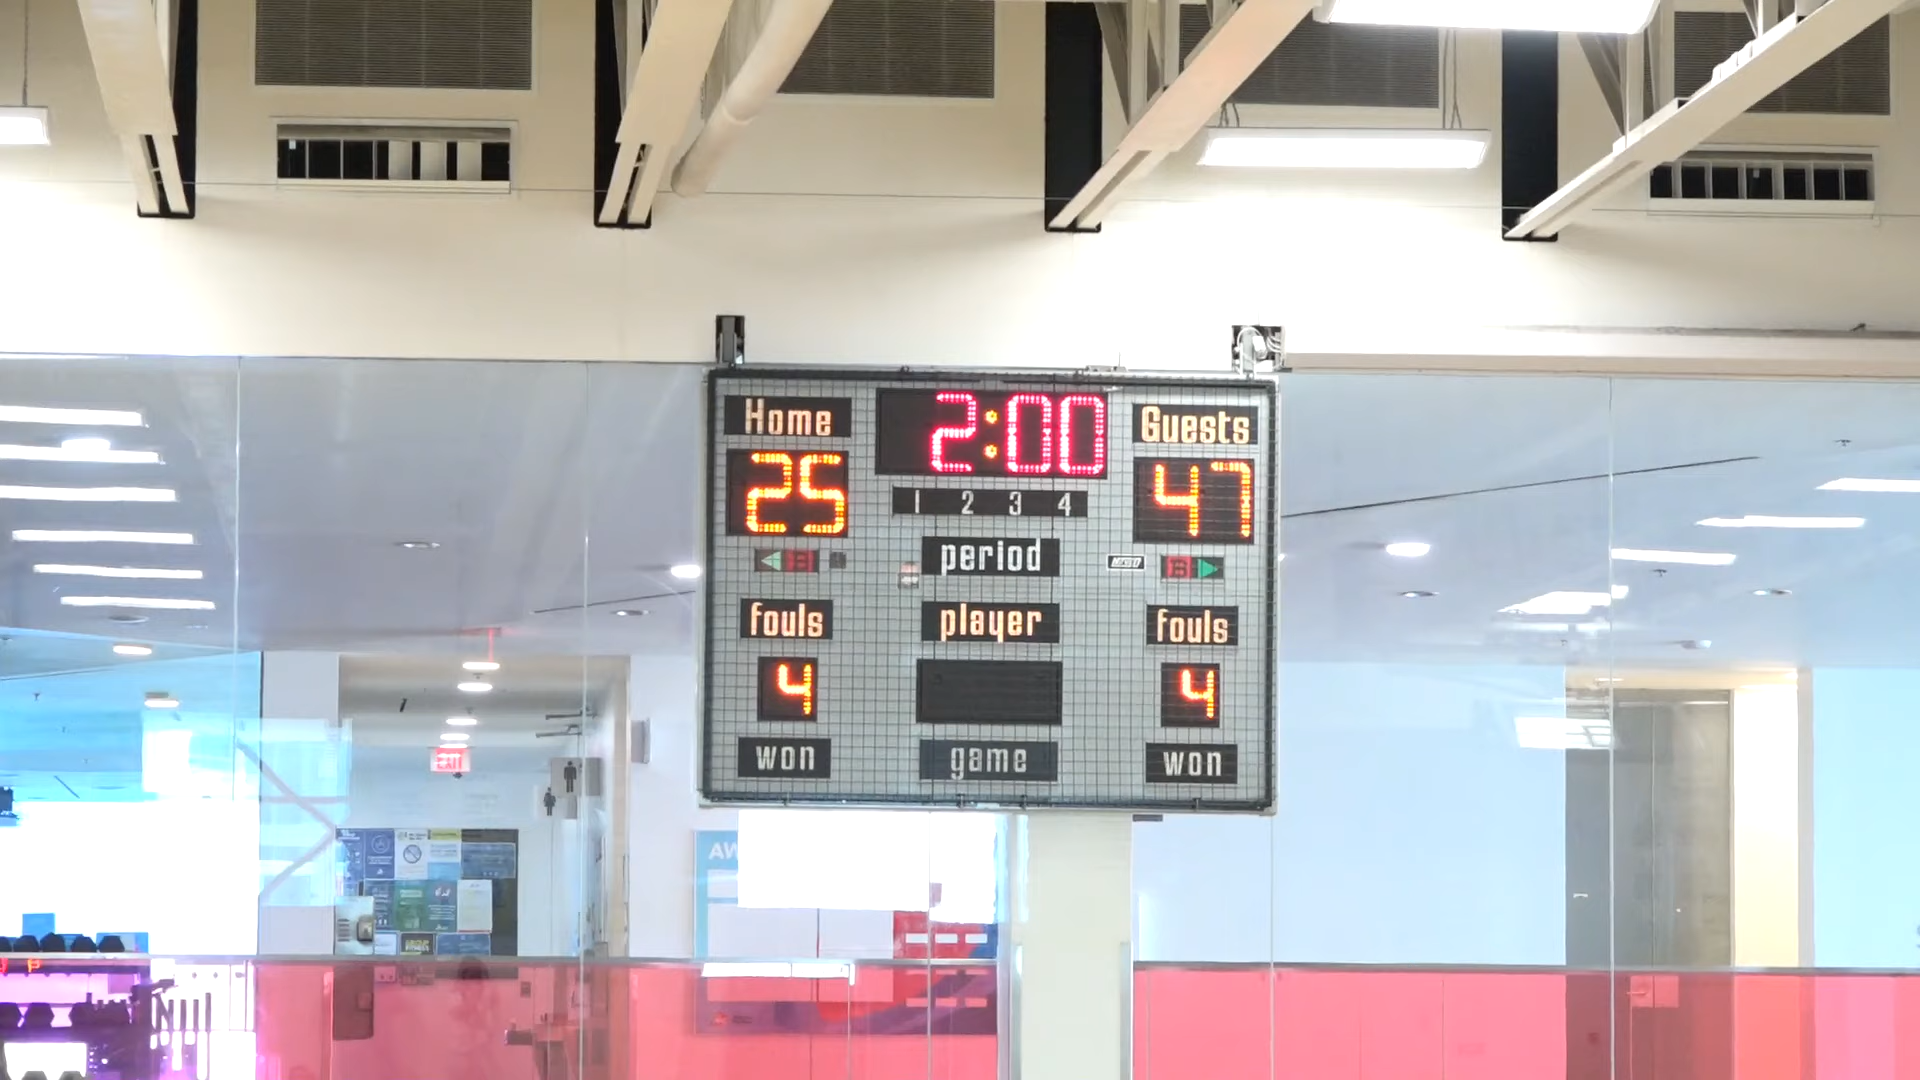 Home
2:00
Guests
25
1 2 3 4
47
period
B
B
fouls
player
fouls
4
4
won
game
won
EXIT
AW